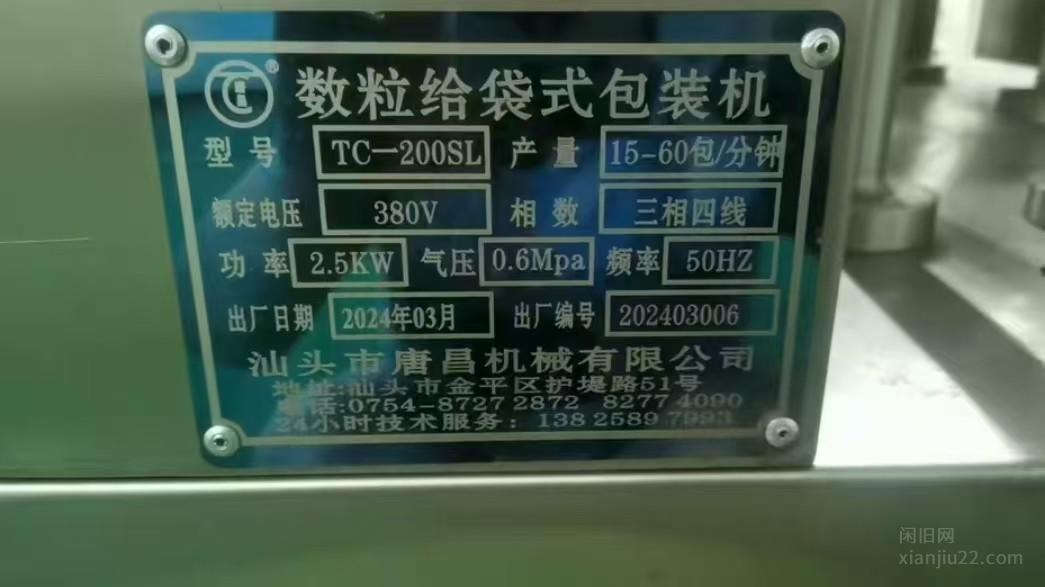 TC® 数粒给袋式包装机
型号 TC-200SL 产量 15-60包/分钟
额定电压 380V 相数 三相四线
功率 2.5KW 气压 0.6Mpa 频率 50HZ
出厂日期 2024年03月 出厂编号 202403006
汕头市唐昌机械有限公司
地址:汕头市金平区护堤路51号
电话:0754-8727 2872 8277 4090
24小时技术服务：138 2589 7993
闲旧网
xianjiu22.com